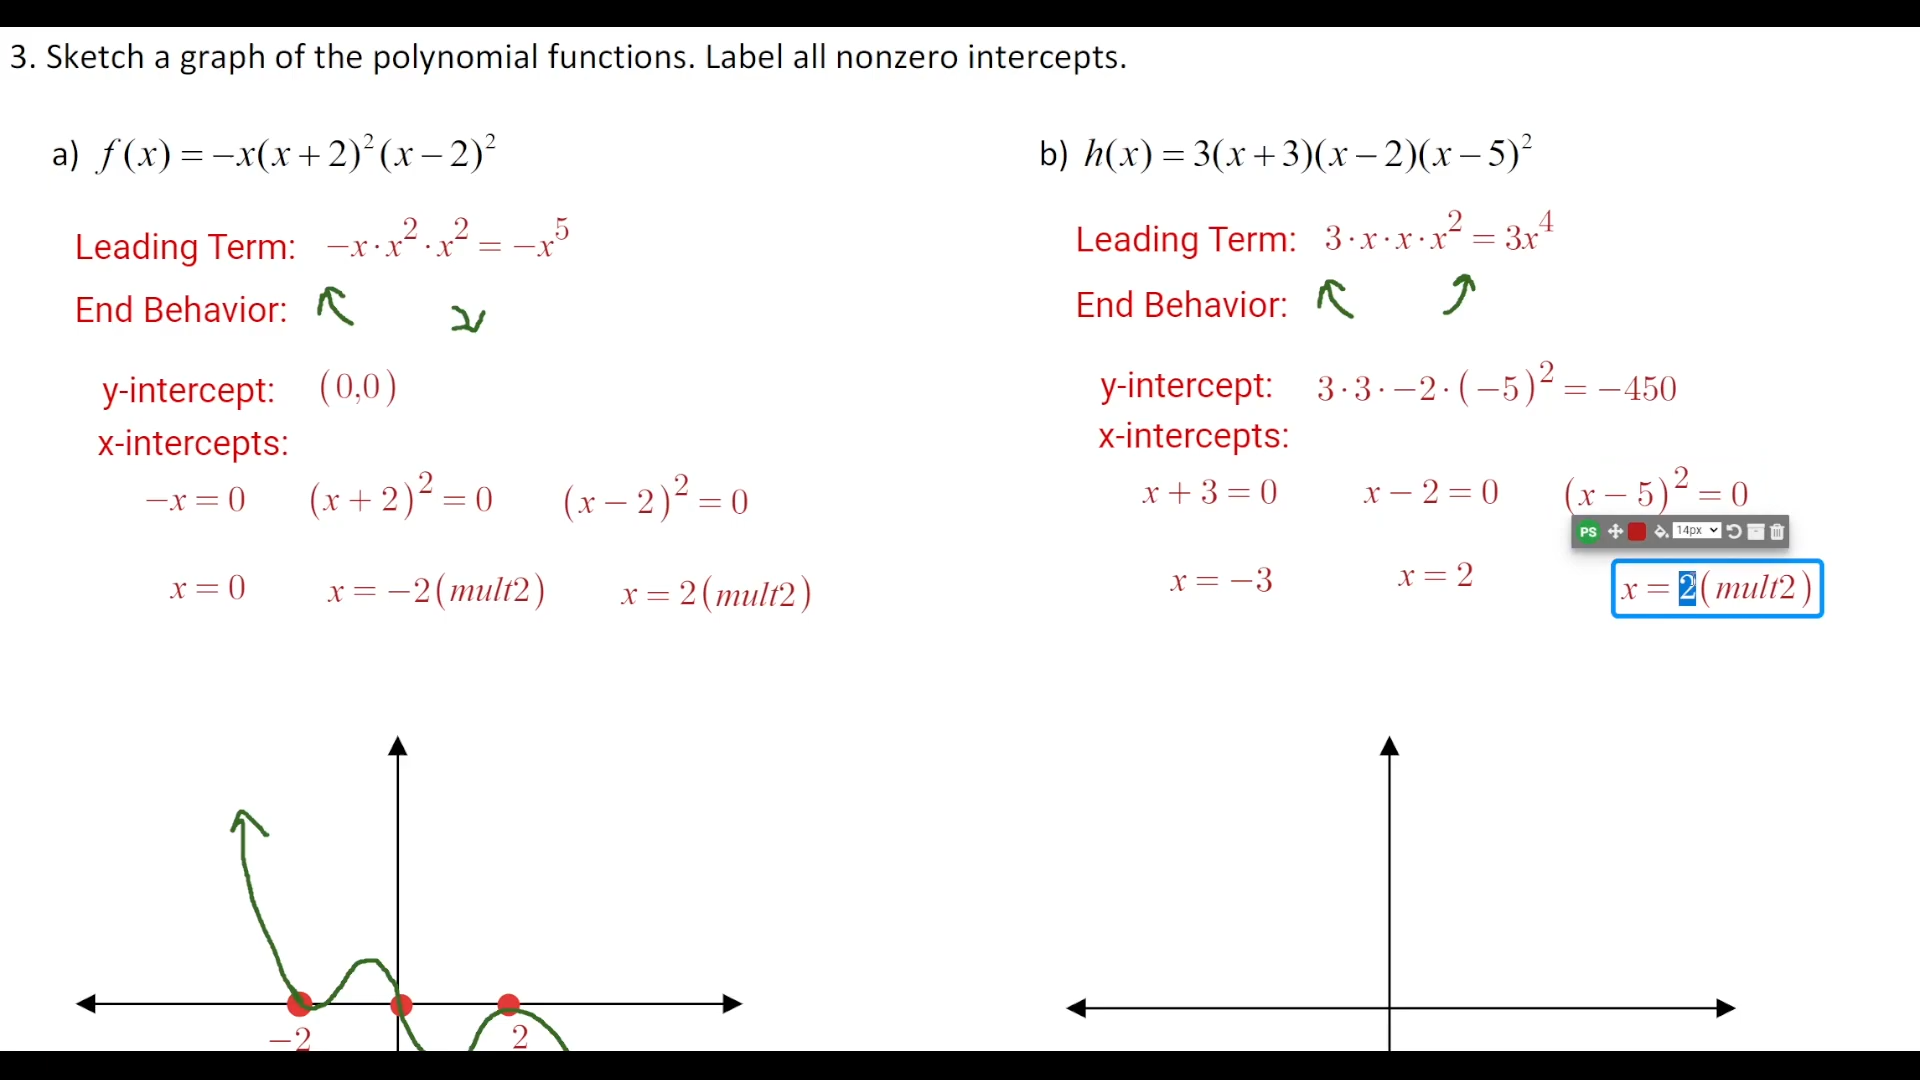 3. Sketch a graph of the polynomial functions. Label all nonzero intercepts.
a) f(x) = −x(x + 2)²(x − 2)²
Leading Term: −x · x² · x² = −x⁵
End Behavior:
y-intercept: (0,0)
x-intercepts:
−x = 0 (x + 2)² = 0 (x − 2)² = 0
x = 0 x = −2(mult2) x = 2(mult2)
−2 2
b) h(x) = 3(x + 3)(x − 2)(x − 5)²
Leading Term: 3 · x · x · x² = 3x⁴
End Behavior:
y-intercept: 3 · 3 · −2 · (−5)² = −450
x-intercepts:
x + 3 = 0 x − 2 = 0 (x − 5)² = 0
PS 14px
x = −3 x = 2 x = 2(mult2)